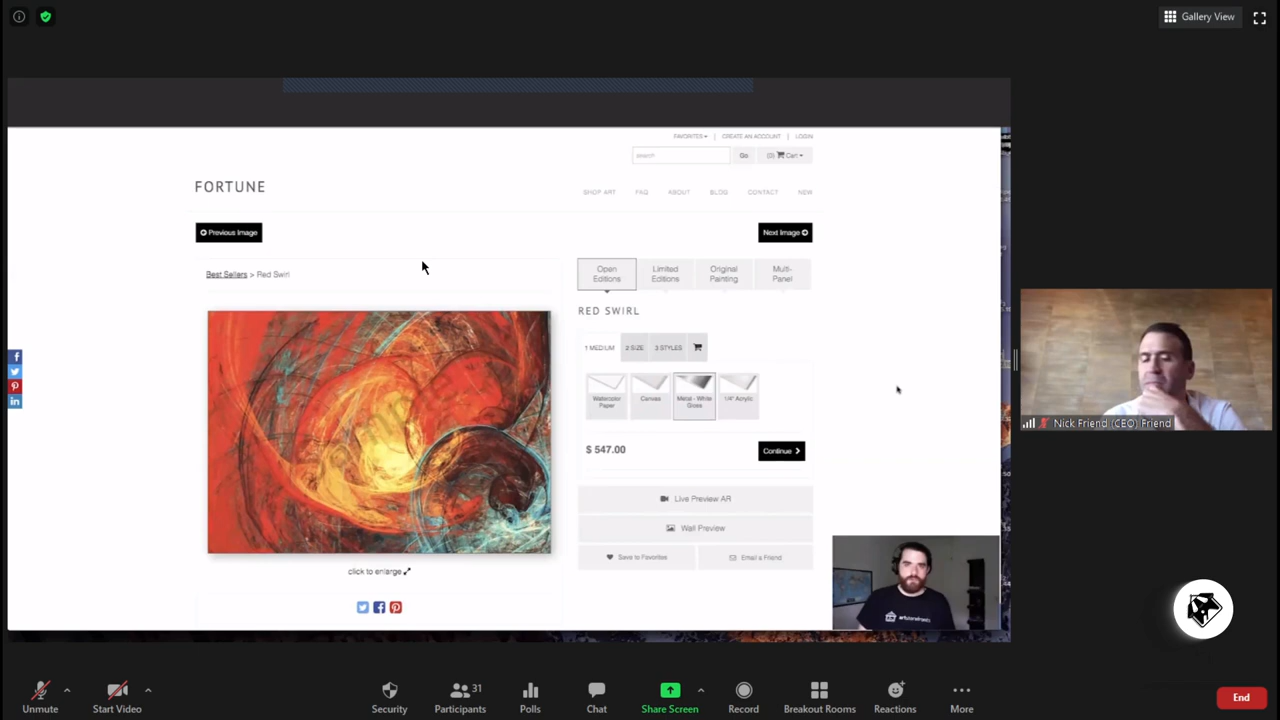 Gallery View
FAVORITES | CREATE AN ACCOUNT | LOGIN
search Go (0) Cart
FORTUNE
SHOP ART FAQ ABOUT BLOG CONTACT NEW
Previous Image
Next Image
Best Sellers > Red Swirl
Open Editions
Limited Editions
Original Painting
Multi-Panel
RED SWIRL
1 MEDIUM 2 SIZE 3 STYLES
Watercolor Paper
Canvas
Metal - White Gloss
1/4" Acrylic
$ 547.00
Continue
Live Preview AR
Wall Preview
Save to Favorites
Email a Friend
click to enlarge
Nick Friend (CEO) Friend
Unmute
Start Video
Security
31
Participants
Polls
Chat
Share Screen
Record
Breakout Rooms
Reactions
More
End